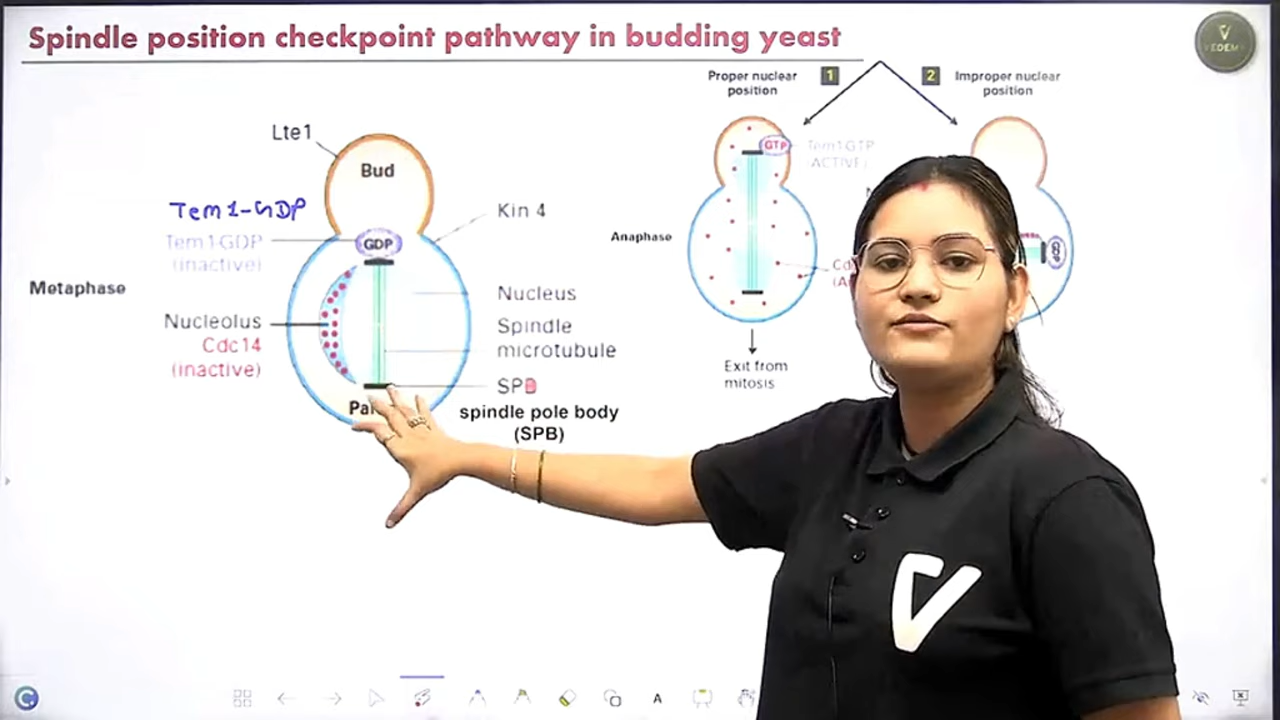 Spindle position checkpoint pathway in budding yeast
Proper nuclear
position
1
2
Improper nuclear
position
Lte1
Bud
GTP
Tem1·GTP
(ACTIVE)
Tem1-GDP
Kin 4
Tem1·GDP
(inactive)
GDP
Anaphase
Metaphase
Nucleus
Nucleolus
Cdc14
(inactive)
Spindle
microtubule
Exit from
mitosis
SPB
spindle pole body
(SPB)
A